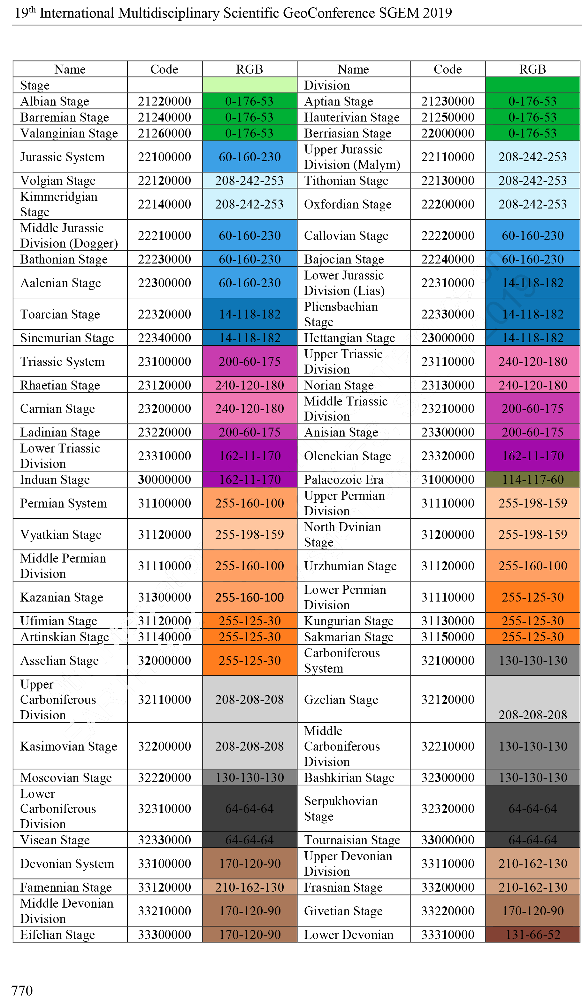 19th International Multidisciplinary Scientific GeoConference SGEM 2019
Name Code RGB Name Code RGB
Stage Division
Albian Stage 21220000 0-176-53 Aptian Stage 21230000 0-176-53
Barremian Stage 21240000 0-176-53 Hauterivian Stage 21250000 0-176-53
Valanginian Stage 21260000 0-176-53 Berriasian Stage 22000000 0-176-53
Jurassic System 22100000 60-160-230 Upper Jurassic
Division (Malym) 22110000 208-242-253
Volgian Stage 22120000 208-242-253 Tithonian Stage 22130000 208-242-253
Kimmeridgian
Stage 22140000 208-242-253 Oxfordian Stage 22200000 208-242-253
Middle Jurassic
Division (Dogger) 22210000 60-160-230 Callovian Stage 22220000 60-160-230
Bathonian Stage 22230000 60-160-230 Bajocian Stage 22240000 60-160-230
Aalenian Stage 22300000 60-160-230 Lower Jurassic
Division (Lias) 22310000 14-118-182
Toarcian Stage 22320000 14-118-182 Pliensbachian
Stage 22330000 14-118-182
Sinemurian Stage 22340000 14-118-182 Hettangian Stage 23000000 14-118-182
Triassic System 23100000 200-60-175 Upper Triassic
Division 23110000 240-120-180
Rhaetian Stage 23120000 240-120-180 Norian Stage 23130000 240-120-180
Carnian Stage 23200000 240-120-180 Middle Triassic
Division 23210000 200-60-175
Ladinian Stage 23220000 200-60-175 Anisian Stage 23300000 200-60-175
Lower Triassic
Division 23310000 162-11-170 Olenekian Stage 23320000 162-11-170
Induan Stage 30000000 162-11-170 Palaeozoic Era 31000000 114-117-60
Permian System 31100000 255-160-100 Upper Permian
Division 31110000 255-198-159
Vyatkian Stage 31120000 255-198-159 North Dvinian
Stage 31200000 255-198-159
Middle Permian
Division 31110000 255-160-100 Urzhumian Stage 31120000 255-160-100
Kazanian Stage 31300000 255-160-100 Lower Permian
Division 31110000 255-125-30
Ufimian Stage 31120000 255-125-30 Kungurian Stage 31130000 255-125-30
Artinskian Stage 31140000 255-125-30 Sakmarian Stage 31150000 255-125-30
Asselian Stage 32000000 255-125-30 Carboniferous
System 32100000 130-130-130
Upper
Carboniferous
Division 32110000 208-208-208 Gzelian Stage 32120000 208-208-208
Kasimovian Stage 32200000 208-208-208 Middle
Carboniferous
Division 32210000 130-130-130
Moscovian Stage 32220000 130-130-130 Bashkirian Stage 32300000 130-130-130
Lower
Carboniferous
Division 32310000 64-64-64 Serpukhovian
Stage 32320000 64-64-64
Visean Stage 32330000 64-64-64 Tournaisian Stage 33000000 64-64-64
Devonian System 33100000 170-120-90 Upper Devonian
Division 33110000 210-162-130
Famennian Stage 33120000 210-162-130 Frasnian Stage 33200000 210-162-130
Middle Devonian
Division 33210000 170-120-90 Givetian Stage 33220000 170-120-90
Eifelian Stage 33300000 170-120-90 Lower Devonian 33310000 131-66-52
770